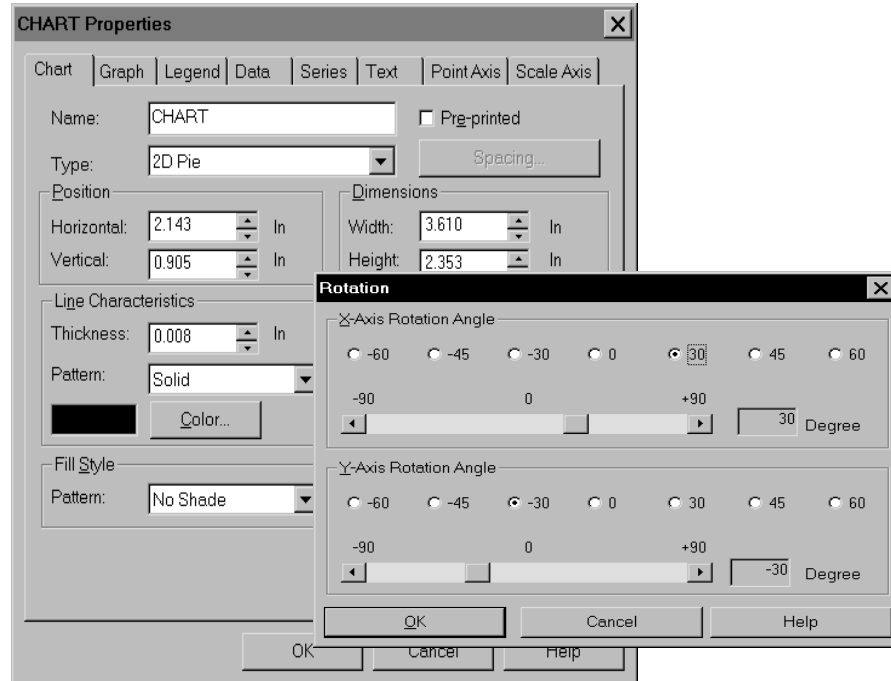 CHART Properties
Chart Graph Legend Data Series Text Point Axis Scale Axis
Name: CHART Pre-printed
Type: 2D Pie Spacing...
Position
Horizontal: 2.143 In
Vertical: 0.905 In
Dimensions
Width: 3.610 In
Height: 2.353 In
Line Characteristics
Thickness: 0.008 In
Pattern: Solid
Color...
Fill Style
Pattern: No Shade
OK Cancel Help
Rotation
X-Axis Rotation Angle
-60 -45 -30 0 30 45 60
-90 0 +90
30 Degree
Y-Axis Rotation Angle
-60 -45 -30 0 30 45 60
-90 0 +90
-30 Degree
OK Cancel Help